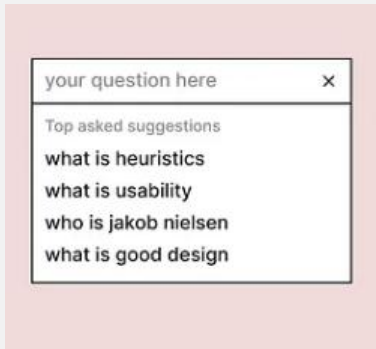 your question here ×
Top asked suggestions
what is heuristics
what is usability
who is jakob nielsen
what is good design